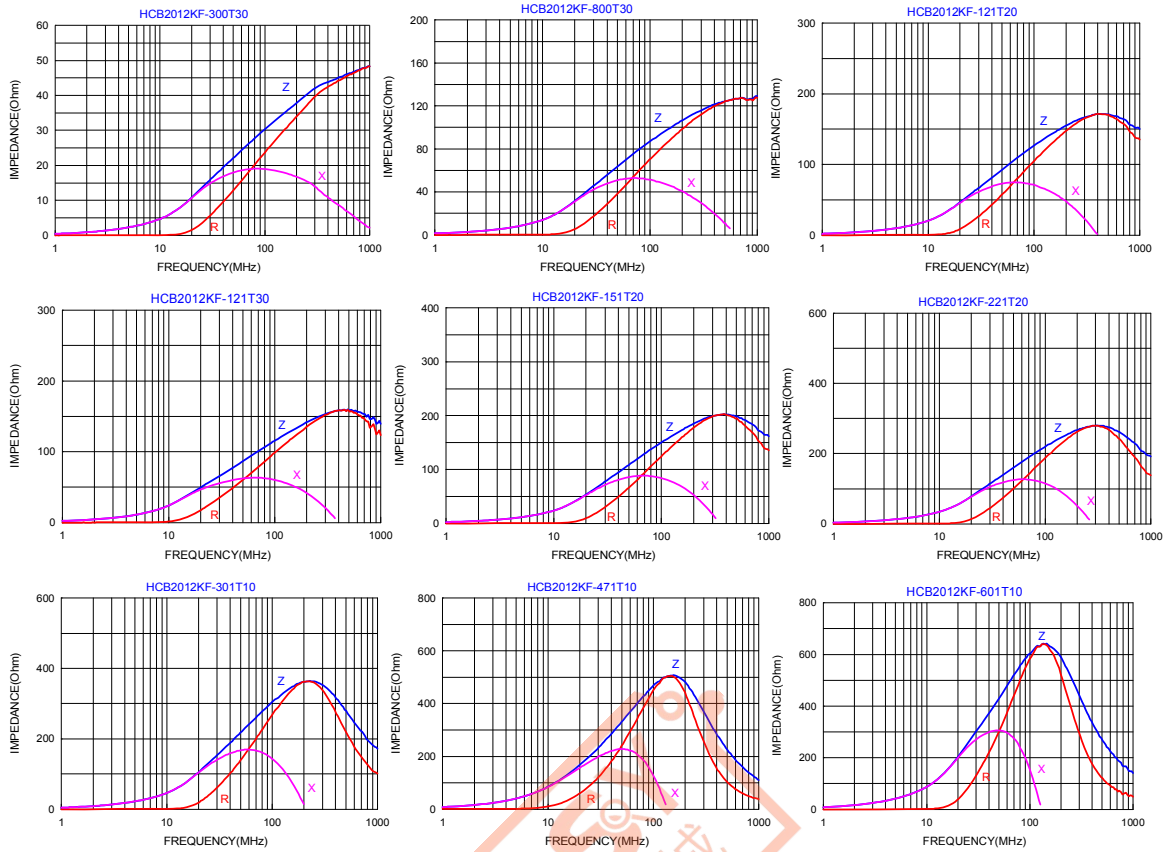 HCB2012KF-300T30
IMPEDANCE(Ohm)
60
50
40
30
20
10
0
Z
X
R
1
10
100
1000
FREQUENCY(MHz)
HCB2012KF-800T30
IMPEDANCE(Ohm)
200
160
120
80
40
0
Z
X
R
1
10
100
1000
FREQUENCY(MHz)
HCB2012KF-121T20
IMPEDANCE(Ohm)
300
200
100
0
Z
X
R
1
10
100
1000
FREQUENCY(MHz)
HCB2012KF-121T30
IMPEDANCE(Ohm)
300
200
100
0
Z
X
R
1
10
100
1000
FREQUENCY(MHz)
HCB2012KF-151T20
IMPEDANCE(Ohm)
400
300
200
100
0
Z
X
R
1
10
100
1000
FREQUENCY(MHz)
HCB2012KF-221T20
IMPEDANCE(Ohm)
600
400
200
0
Z
X
R
1
10
100
1000
FREQUENCY(MHz)
HCB2012KF-301T10
IMPEDANCE(Ohm)
600
400
200
0
Z
X
R
1
10
100
1000
FREQUENCY(MHz)
HCB2012KF-471T10
IMPEDANCE(Ohm)
800
600
400
200
0
Z
X
R
1
10
100
1000
FREQUENCY(MHz)
HCB2012KF-601T10
IMPEDANCE(Ohm)
800
600
400
200
0
Z
X
R
1
10
100
1000
FREQUENCY(MHz)